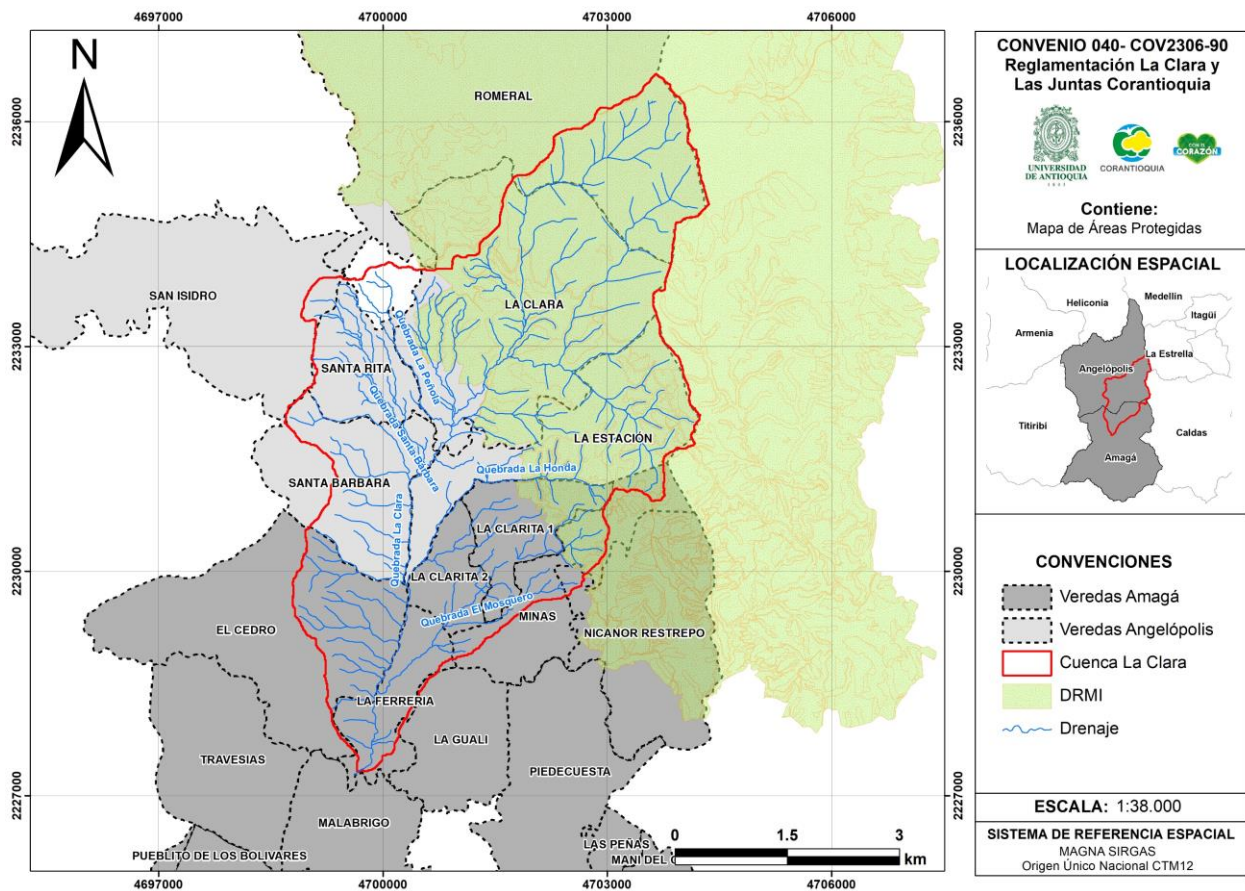 4697000
4700000
4703000
4706000
2236000
2233000
2230000
2227000
N
ROMERAL
SAN ISIDRO
LA CLARA
SANTA RITA
Quebrada La Peñola
Quebrada Santa Bárbara
LA ESTACIÓN
Quebrada La Honda
SANTA BARBARA
Quebrada La Clara
LA CLARITA 1
LA CLARITA 2
Quebrada El Mosquero
MINAS
EL CEDRO
NICANOR RESTREPO
LA FERRERIA
LA GUALI
TRAVESIAS
PIEDECUESTA
MALABRIGO
LAS PEÑAS
PUEBLITO DE LOS BOLIVARES
MANI DEL C
0 1.5 3
km
2236000
2233000
2230000
2227000
4697000
4700000
4703000
4706000
CONVENIO 040- COV2306-90
Reglamentación La Clara y
Las Juntas Corantioquia
UNIVERSIDAD
DE ANTIOQUIA
1803
CORANTIOQUIA
CORAZÓN
Contiene:
Mapa de Áreas Protegidas
LOCALIZACIÓN ESPACIAL
Heliconia
Medellín
Itagüí
Armenia
La Estrella
Angelópolis
Titiribí
Caldas
Amagá
CONVENCIONES
Veredas Amagá
Veredas Angelópolis
Cuenca La Clara
DRMI
Drenaje
ESCALA: 1:38.000
SISTEMA DE REFERENCIA ESPACIAL
MAGNA SIRGAS
Origen Único Nacional CTM12